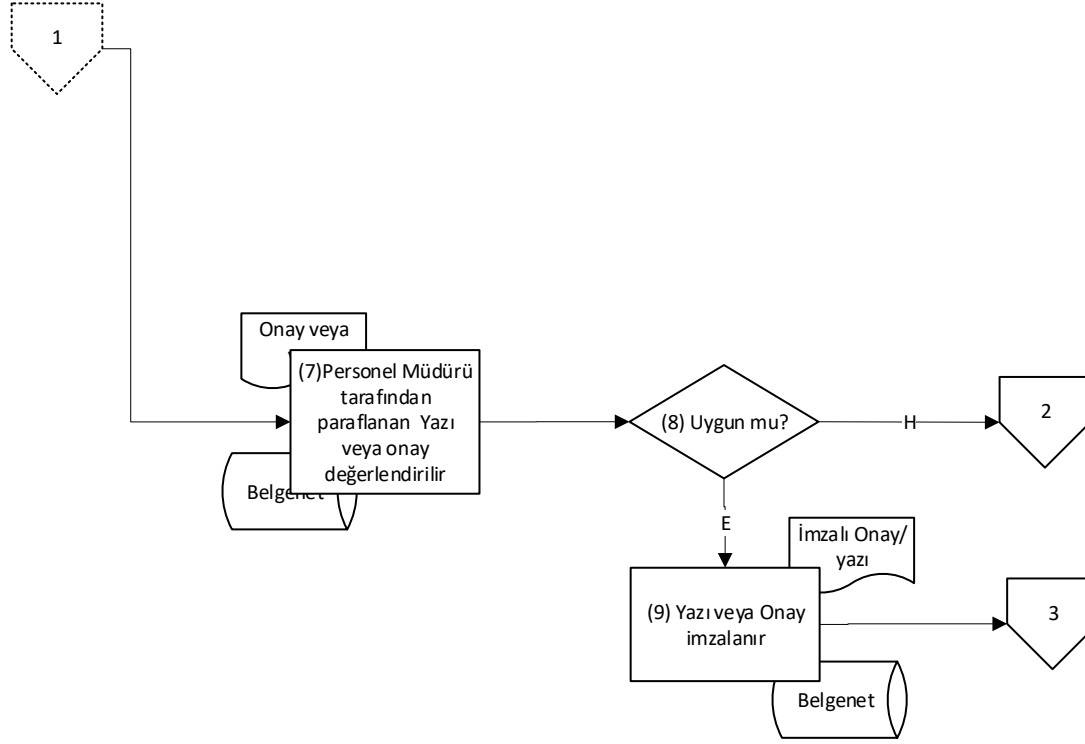 1
Onay veya
(7)Personel Müdürü
tarafından
paraflanan Yazı
veya onay
değerlendirilir
Belgenet
(8) Uygun mu?
H
2
E
İmzalı Onay/
yazı
(9) Yazı veya Onay
imzalanır
3
Belgenet